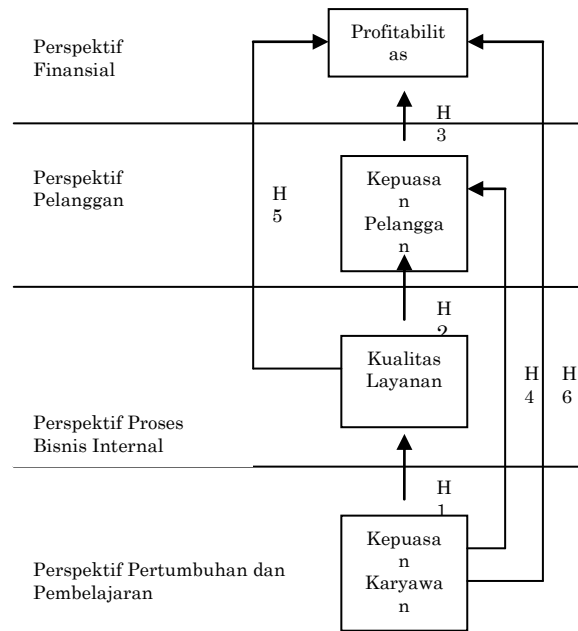 Perspektif
Finansial
Profitabilit
as
H
3
Perspektif
Pelanggan
H
5
Kepuasa
n
Pelangga
n
H
2
Kualitas
Layanan
H
4
H
6
Perspektif Proses
Bisnis Internal
H
1
Kepuasa
n
Karyawa
n
Perspektif Pertumbuhan dan
Pembelajaran